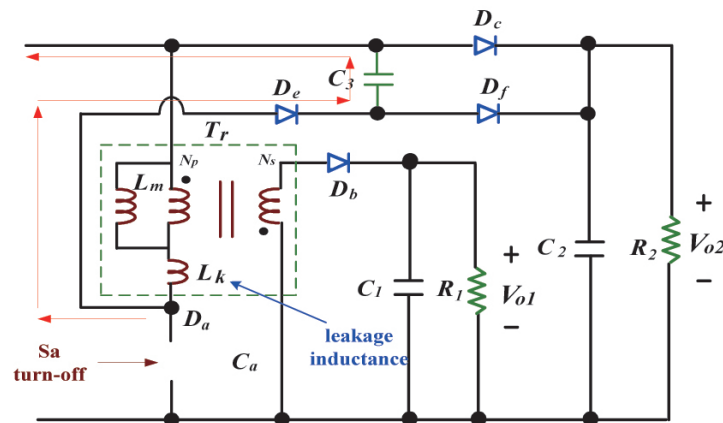 Dc
C3
De
Df
Tr
Np
Ns
Lm
Db
Lk
C1
R1
+
Vo1
−
C2
R2
+
Vo2
−
Da
leakage
inductance
Sa
turn-off
Ca